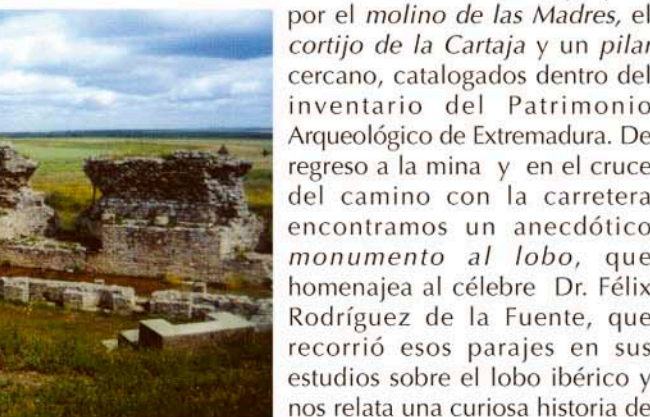 por el molino de las Madres, el
cortijo de la Cartaja y un pilar
cercano, catalogados dentro del
inventario del Patrimonio
Arqueológico de Extremadura. De
regreso a la mina y en el cruce
del camino con la carretera
encontramos un anecdótico
monumento al lobo, que
homenajea al célebre Dr. Félix
Rodríguez de la Fuente, que
recorrió esos parajes en sus
estudios sobre el lobo ibérico y
nos relata una curiosa historia de